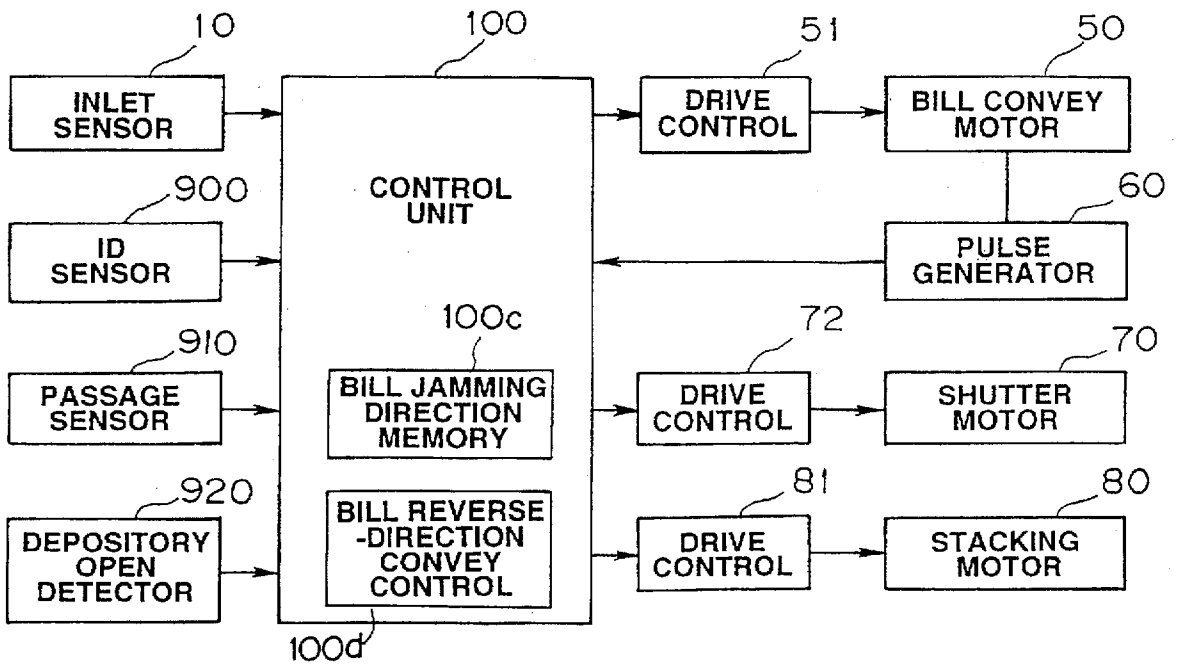 10
INLET
SENSOR
100
CONTROL
UNIT
51
DRIVE
CONTROL
50
BILL CONVEY
MOTOR
900
ID
SENSOR
60
PULSE
GENERATOR
910
PASSAGE
SENSOR
100c
BILL JAMMING
DIRECTION
MEMORY
72
DRIVE
CONTROL
70
SHUTTER
MOTOR
920
DEPOSITORY
OPEN
DETECTOR
BILL REVERSE
-DIRECTION
CONVEY
CONTROL
100d
81
DRIVE
CONTROL
80
STACKING
MOTOR